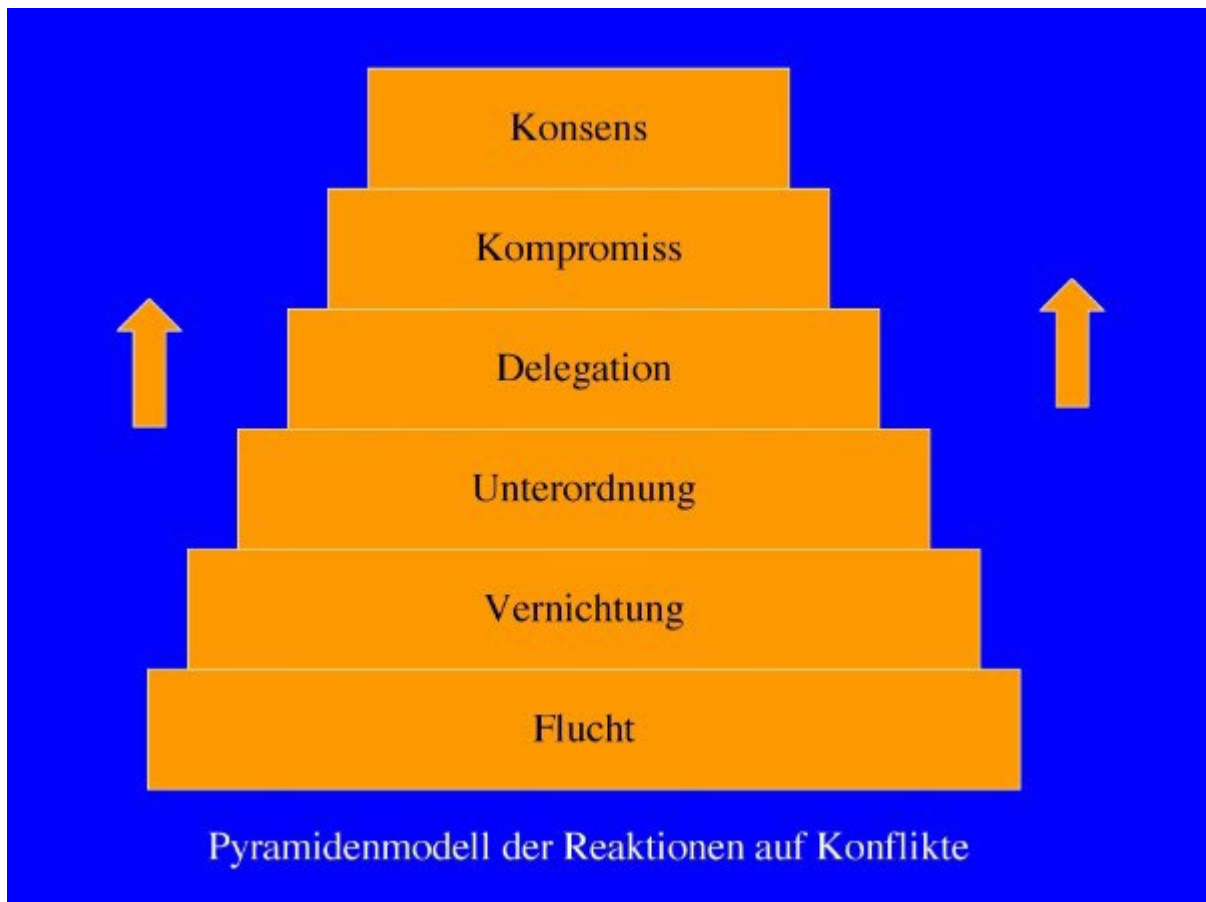 Konsens
Kompromiss
Delegation
Unterordnung
Vernichtung
Flucht
Pyramidenmodell der Reaktionen auf Konflikte